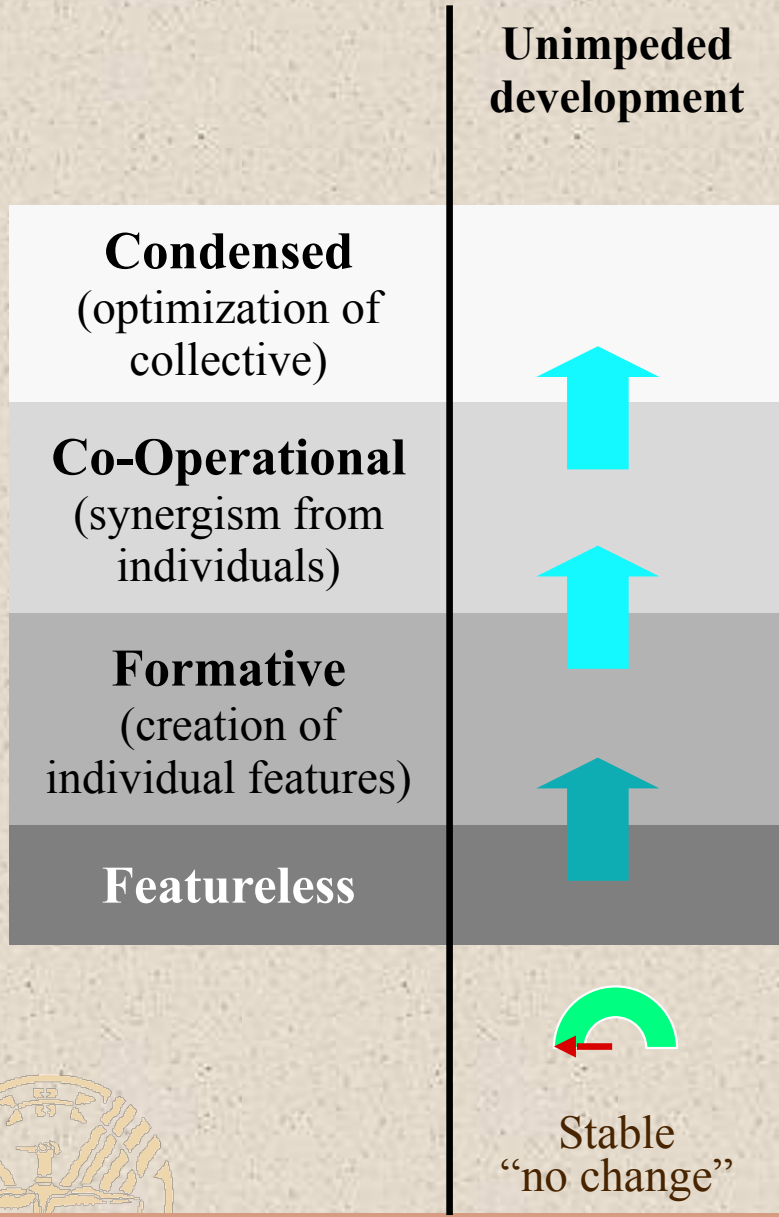 Unimpeded
development
Condensed
(optimization of
collective)
Co-Operational
(synergism from
individuals)
Formative
(creation of
individual features)
Featureless
Stable
“no change”